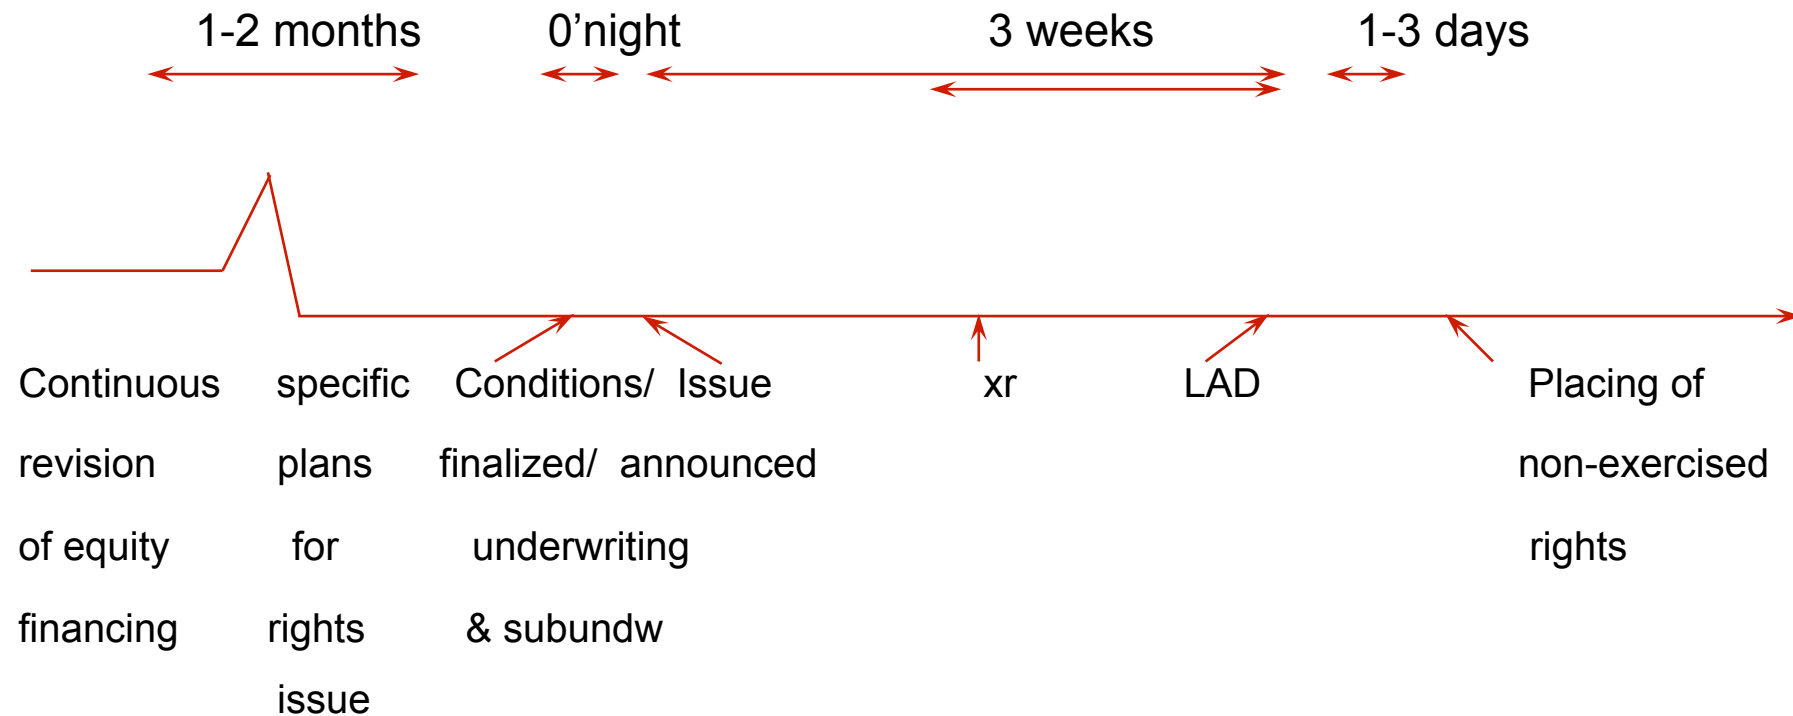 1-2 months 0’night 3 weeks 1-3 days
Continuous specific Conditions/ Issue xr LAD Placing of
revision plans finalized/ announced non-exercised
of equity for underwriting rights
financing rights & subundw
issue